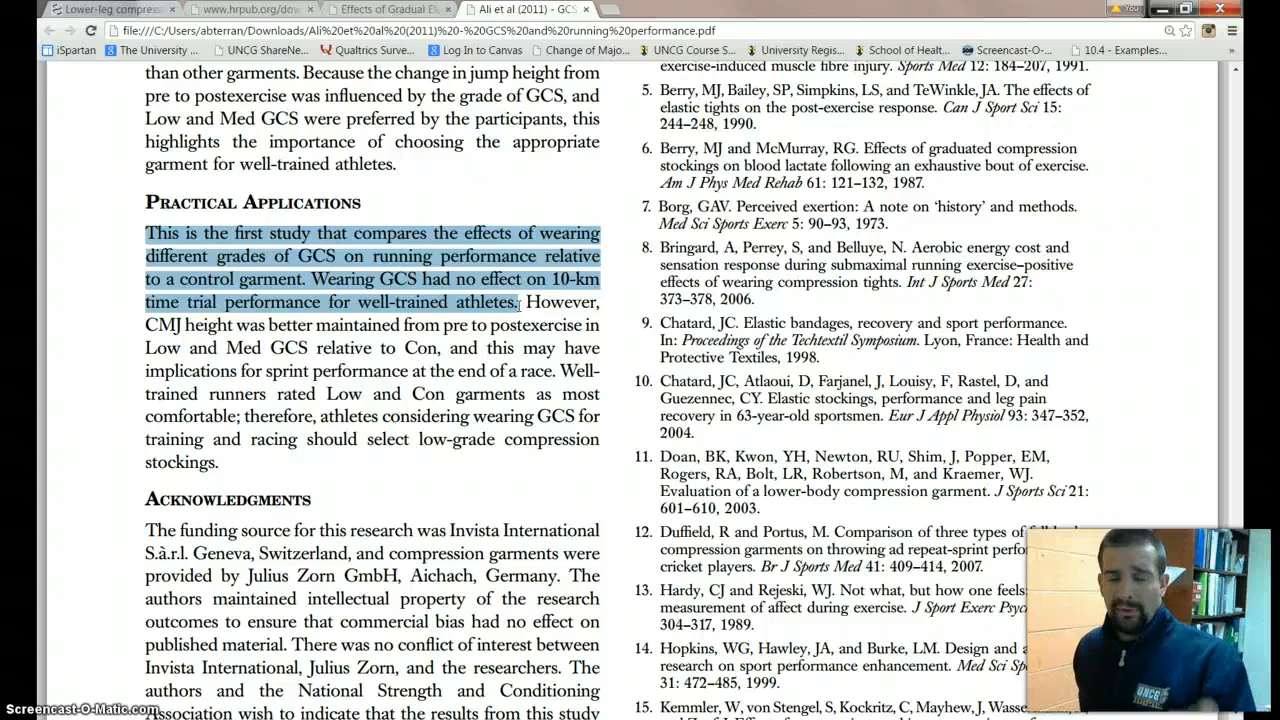 Lower-leg compress
www.hrpub.org/dow
Effects of Gradual E
Ali et al (2011) - GCS
You
file:///C:/Users/abterran/Downloads/Ali%20et%20al%20(2011)%20-%20GCS%20and%20running%20performance.pdf
iSpartan
The University ...
UNCG ShareNe...
Qualtrics Surve...
Log In to Canvas
Change of Majo...
UNCG Course S...
University Regis...
School of Healt...
Screencast-O-M...
10.4 - Examples...
than other garments. Because the change in jump height from
pre to postexercise was influenced by the grade of GCS, and
Low and Med GCS were preferred by the participants, this
highlights the importance of choosing the appropriate
garment for well-trained athletes.
PRACTICAL APPLICATIONS
This is the first study that compares the effects of wearing
different grades of GCS on running performance relative
to a control garment. Wearing GCS had no effect on 10-km
time trial performance for well-trained athletes. However,
CMJ height was better maintained from pre to postexercise in
Low and Med GCS relative to Con, and this may have
implications for sprint performance at the end of a race. Well-
trained runners rated Low and Con garments as most
comfortable; therefore, athletes considering wearing GCS for
training and racing should select low-grade compression
stockings.
ACKNOWLEDGMENTS
The funding source for this research was Invista International
S.à.r.l. Geneva, Switzerland, and compression garments were
provided by Julius Zorn GmbH, Aichach, Germany. The
authors maintained intellectual property of the research
outcomes to ensure that commercial bias had no effect on
published material. There was no conflict of interest between
Invista International, Julius Zorn, and the researchers. The
authors and the National Strength and Conditioning
Association wish to indicate that the results from this study
exercise-induced muscle fibre injury. Sports Med 12: 184–207, 1991.
5. Berry, MJ, Bailey, SP, Simpkins, LS, and TeWinkle, JA. The effects of
elastic tights on the post-exercise response. Can J Sport Sci 15:
244–248, 1990.
6. Berry, MJ and McMurray, RG. Effects of graduated compression
stockings on blood lactate following an exhaustive bout of exercise.
Am J Phys Med Rehab 61: 121–132, 1987.
7. Borg, GAV. Perceived exertion: A note on 'history' and methods.
Med Sci Sports Exerc 5: 90–93, 1973.
8. Bringard, A, Perrey, S, and Belluye, N. Aerobic energy cost and
sensation response during submaximal running exercise–positive
effects of wearing compression tights. Int J Sports Med 27:
373–378, 2006.
9. Chatard, JC. Elastic bandages, recovery and sport performance.
In: Proceedings of the Techtextil Symposium. Lyon, France: Health and
Protective Textiles, 1998.
10. Chatard, JC, Atlaoui, D, Farjanel, J, Louisy, F, Rastel, D, and
Guezennec, CY. Elastic stockings, performance and leg pain
recovery in 63-year-old sportsmen. Eur J Appl Physiol 93: 347–352,
2004.
11. Doan, BK, Kwon, YH, Newton, RU, Shim, J, Popper, EM,
Rogers, RA, Bolt, LR, Robertson, M, and Kraemer, WJ.
Evaluation of a lower-body compression garment. J Sports Sci 21:
601–610, 2003.
12. Duffield, R and Portus, M. Comparison of three types of
compression garments on throwing ad repeat-sprint perfo
cricket players. Br J Sports Med 41: 409–414, 2007.
13. Hardy, CJ and Rejeski, WJ. Not what, but how one feels:
measurement of affect during exercise. J Sport Exerc Psyc
304–317, 1989.
14. Hopkins, WG, Hawley, JA, and Burke, LM. Design and a
research on sport performance enhancement. Med Sci Sp
31: 472–485, 1999.
15. Kemmler, W, von Stengel, S, Kockritz, C, Mayhew, J, Wasser
UNCG
Screencast-O-Matic.com